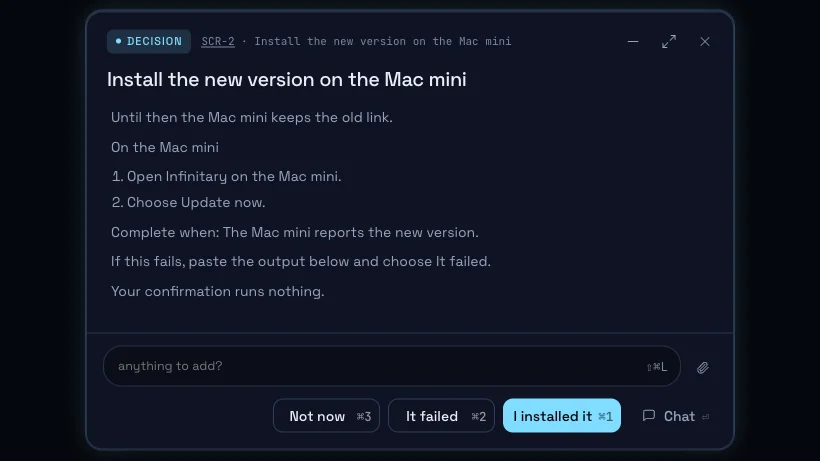 DECISION SCR-2 · Install the new version on the Mac mini
Install the new version on the Mac mini
Until then the Mac mini keeps the old link.
On the Mac mini
1. Open Infinitary on the Mac mini.
2. Choose Update now.
Complete when: The Mac mini reports the new version.
If this fails, paste the output below and choose It failed.
Your confirmation runs nothing.
anything to add? ⇧⌘L
Not now ⌘3 It failed ⌘2 I installed it ⌘1 Chat ⏎